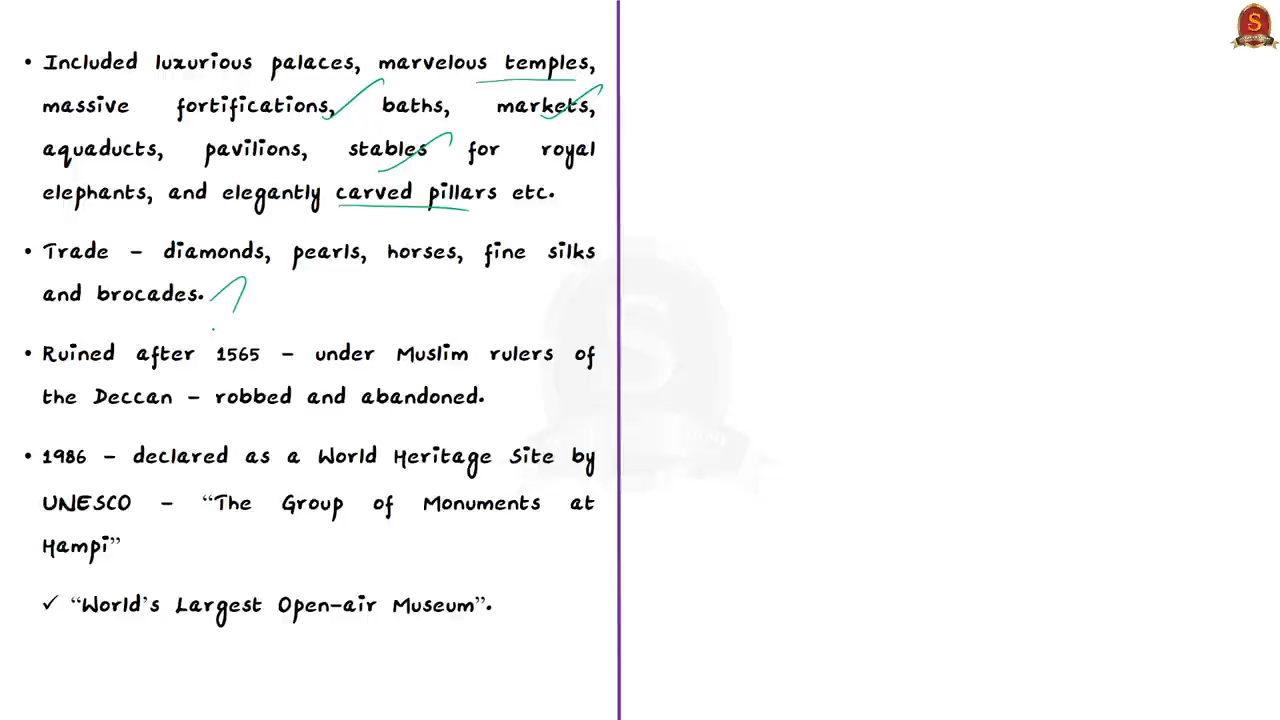 • Included luxurious palaces, marvelous temples,
massive fortifications, baths, markets,
aquaducts, pavilions, stables for royal
elephants, and elegantly carved pillars etc.
• Trade – diamonds, pearls, horses, fine silks
and brocades.
• Ruined after 1565 – under Muslim rulers of
the Deccan – robbed and abandoned.
• 1986 – declared as a World Heritage Site by
UNESCO – “The Group of Monuments at
Hampi”
✓ “World’s Largest Open-air Museum”.
S